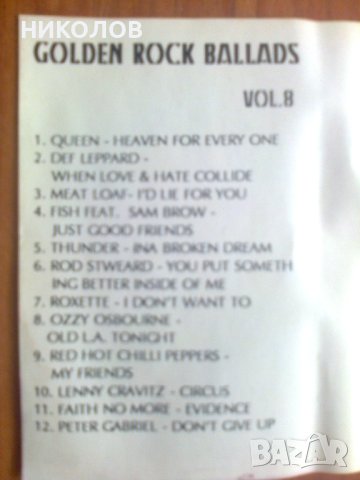 НИКОЛОВ
GOLDEN ROCK BALLADS
VOL.8
1. QUEEN - HEAVEN FOR EVERY ONE
2. DEF LEPPARD -
WHEN LOVE & HATE COLLIDE
3. MEAT LOAF- I'D LIE FOR YOU
4. FISH FEAT. SAM BROW -
JUST GOOD FRIENDS
5. THUNDER - INA BROKEN DREAM
6. ROD STWEARD - YOU PUT SOMETH
ING BETTER INSIDE OF ME
7. ROXETTE - I DON'T WANT TO
8. OZZY OSBOURNE -
OLD L.A. TONIGHT
9. RED HOT CHILLI PEPPERS -
MY FRIENDS
10. LENNY CRAVITZ - CIRCUS
11. FAITH NO MORE - EVIDENCE
12. PETER GABRIEL - DON'T GIVE UP
BAZAR